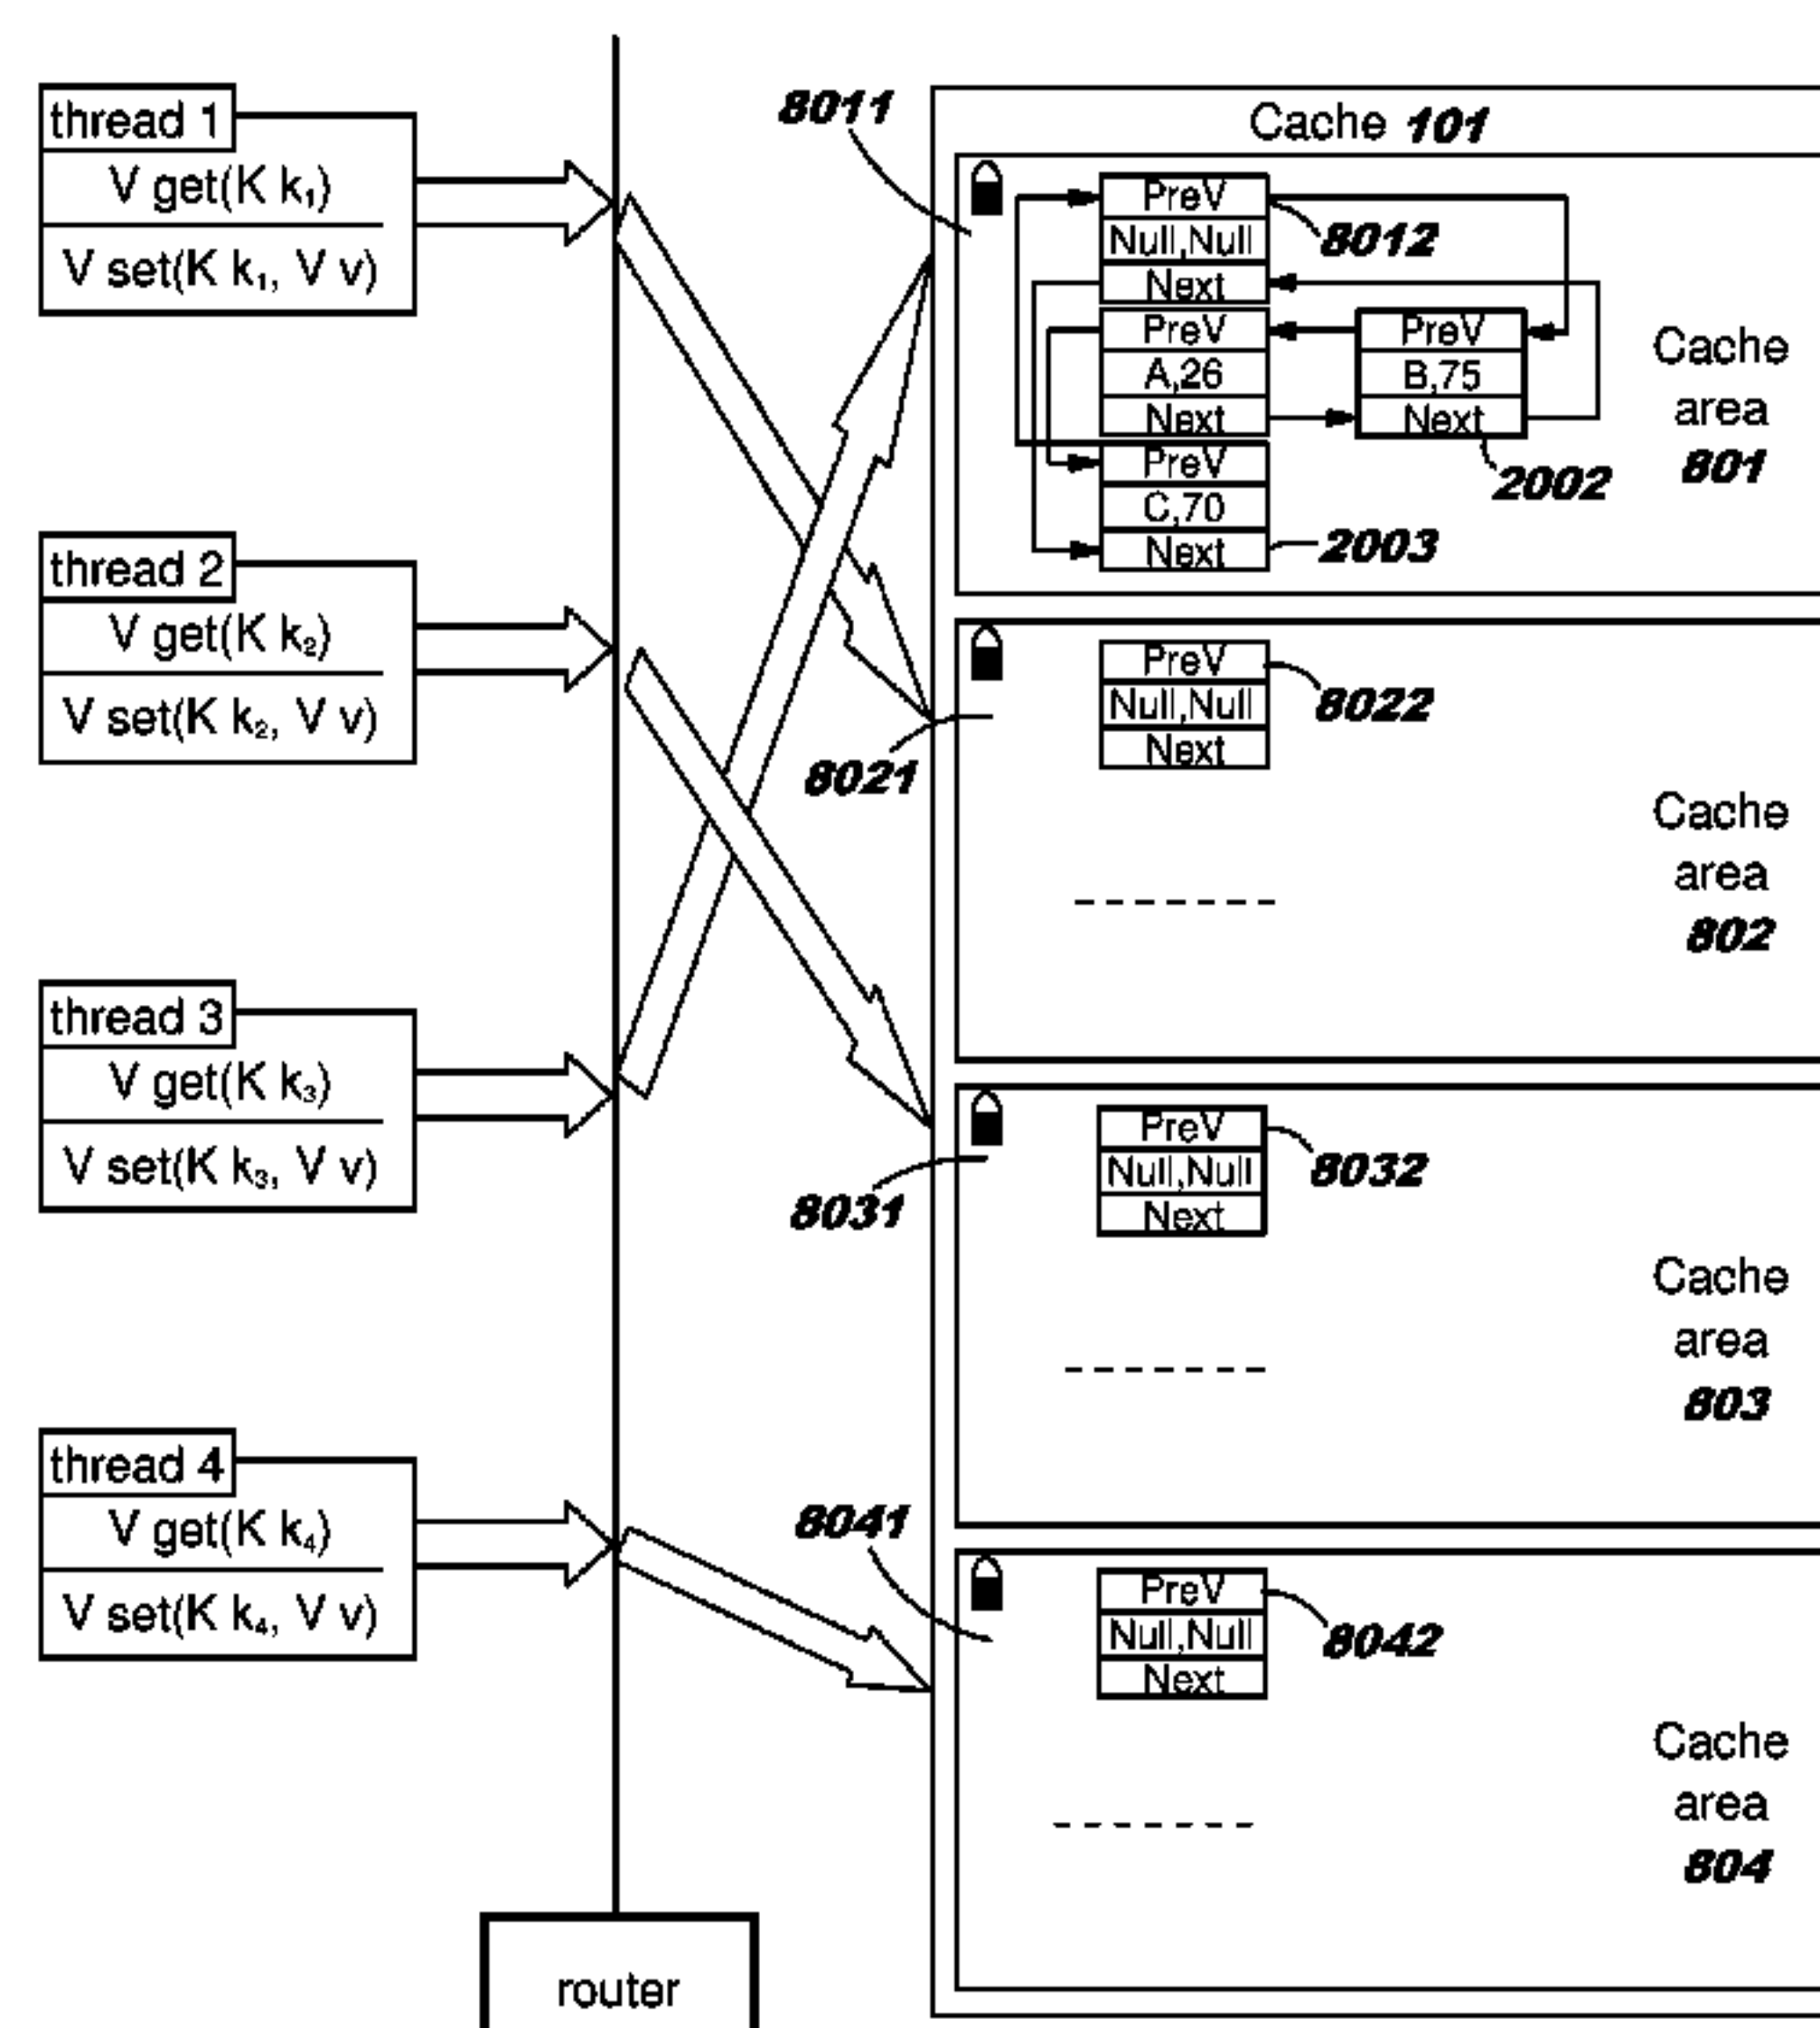 thread 1
V get(K k₁)
V set(K k₁, V v)
thread 2
V get(K k₂)
V set(K k₂, V v)
thread 3
V get(K k₃)
V set(K k₃, V v)
thread 4
V get(K k₄)
V set(K k₄, V v)
router
8011
8021
8031
8041
Cache 101
PreV
Null,Null
Next
8012
PreV
A,26
Next
PreV
B,75
Next
2002
PreV
C,70
Next
2003
Cache
area
801
PreV
Null,Null
Next
8022
Cache
area
802
PreV
Null,Null
Next
8032
Cache
area
803
PreV
Null,Null
Next
8042
Cache
area
804